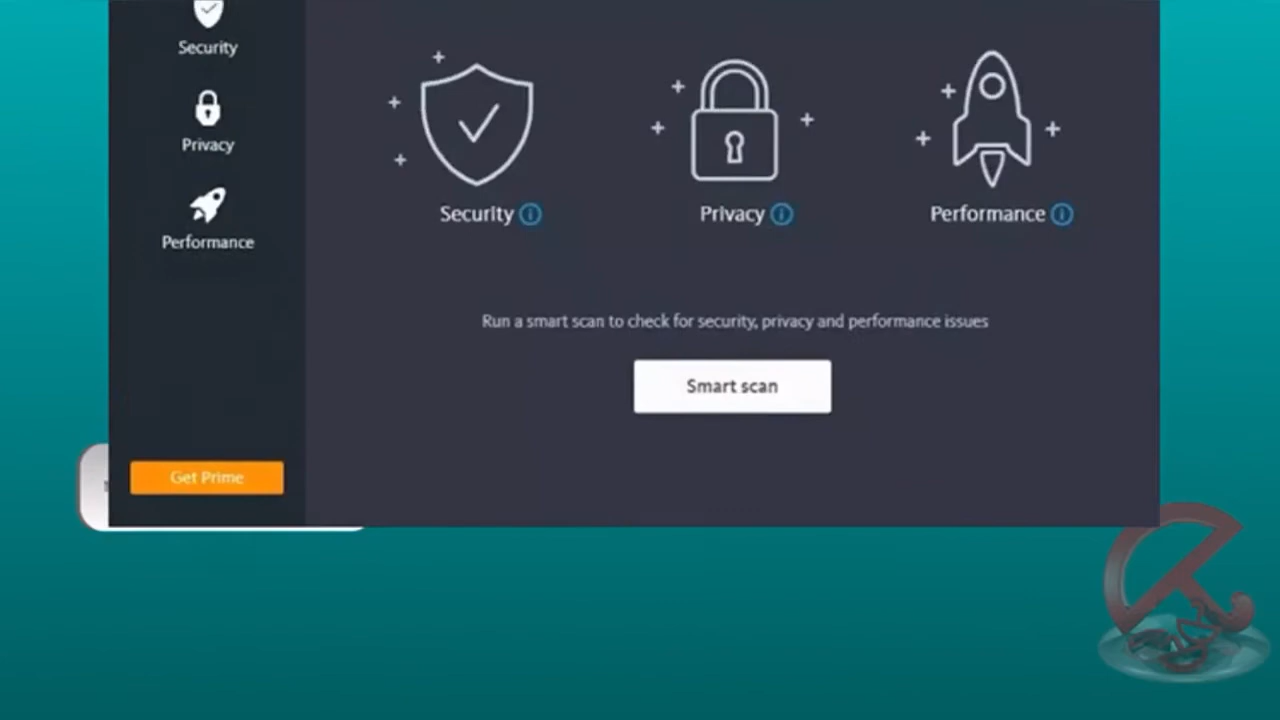 Security
Privacy
Performance
Security
Privacy
Performance
Run a smart scan to check for security, privacy and performance issues
Smart scan
Get Prime